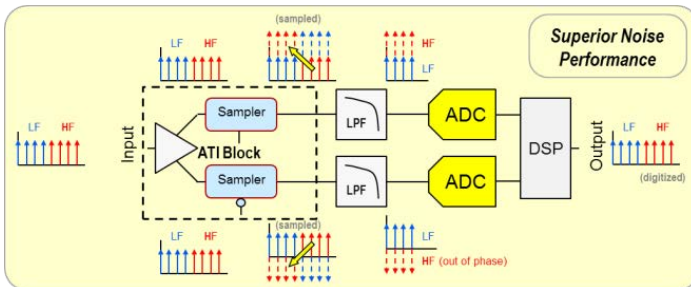 (sampled)
Superior Noise
Performance
LF HF
HF
LF
LF HF
Input
Sampler
ATI Block
Sampler
LPF
ADC
LPF
ADC
DSP
Output
LF HF
(digitized)
LF HF
(sampled)
LF
HF (out of phase)